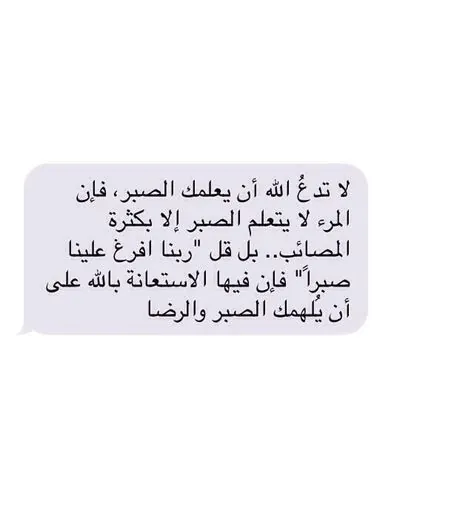 لا تدعُ الله أن يعلمك الصبر، فإن
المرء لا يتعلم الصبر إلا بكثرة
المصائب.. بل قل "ربنا افرغ علينا
صبراً" فإن فيها الاستعانة بالله على
أن يُلهمك الصبر والرضا